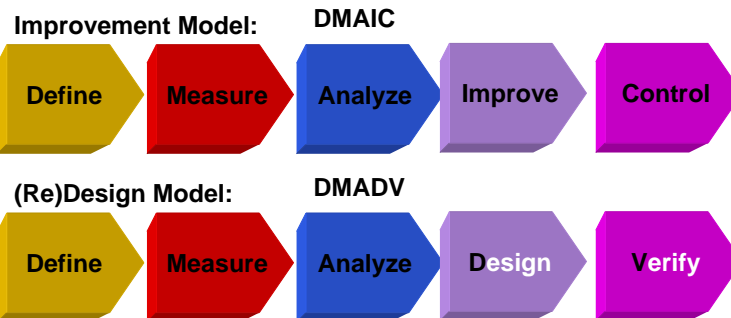 Improvement Model: DMAIC
Define Measure Analyze Improve Control
(Re)Design Model: DMADV
Define Measure Analyze Design Verify